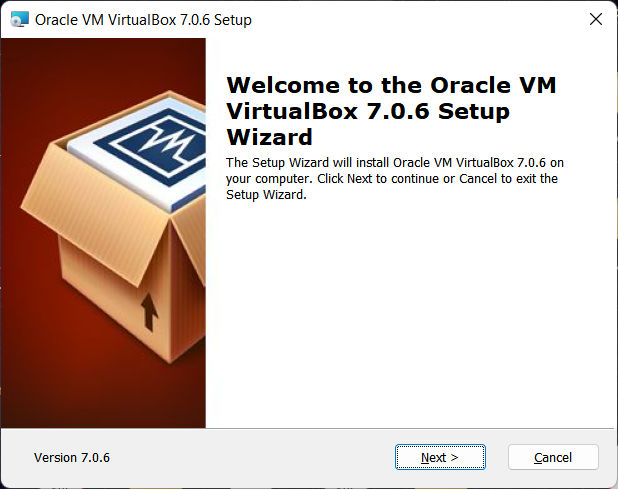 Oracle VM VirtualBox 7.0.6 Setup
Welcome to the Oracle VM
VirtualBox 7.0.6 Setup
Wizard
The Setup Wizard will install Oracle VM VirtualBox 7.0.6 on
your computer. Click Next to continue or Cancel to exit the
Setup Wizard.
Version 7.0.6
Next >
Cancel